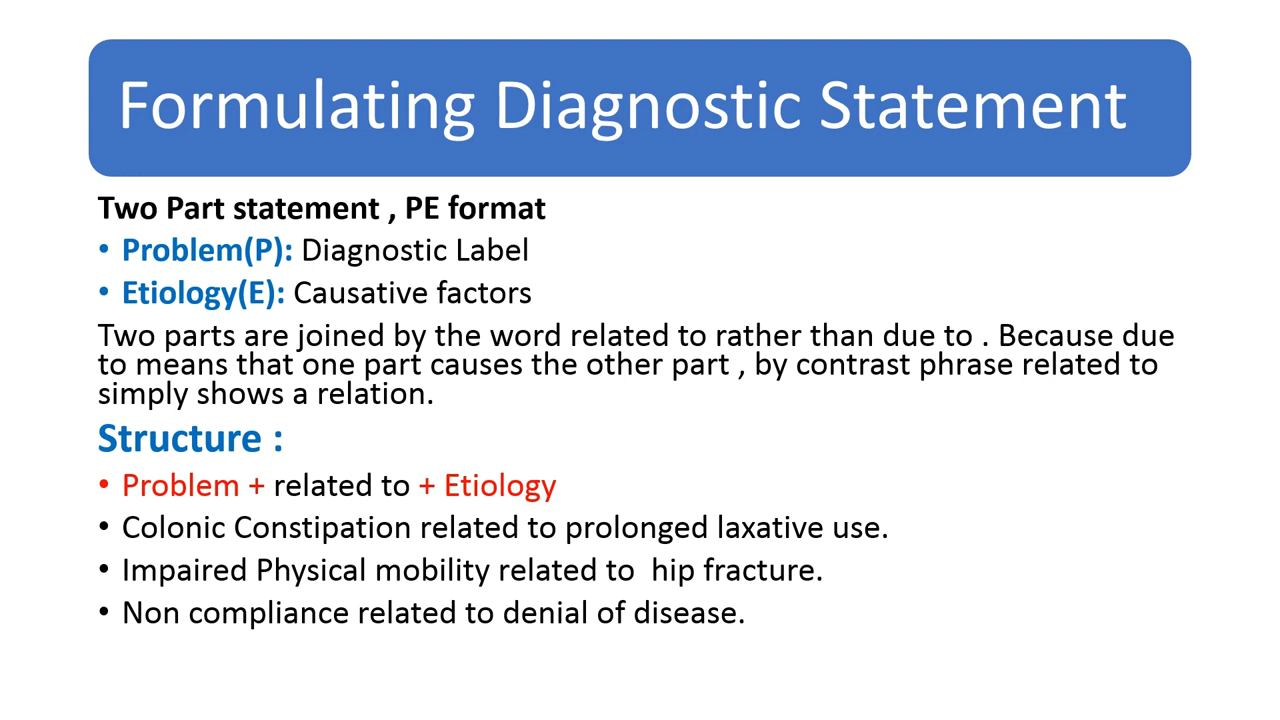 Formulating Diagnostic Statement
Two Part statement , PE format
• Problem(P): Diagnostic Label
• Etiology(E): Causative factors
Two parts are joined by the word related to rather than due to . Because due
to means that one part causes the other part , by contrast phrase related to
simply shows a relation.
Structure :
• Problem + related to + Etiology
• Colonic Constipation related to prolonged laxative use.
• Impaired Physical mobility related to  hip fracture.
• Non compliance related to denial of disease.